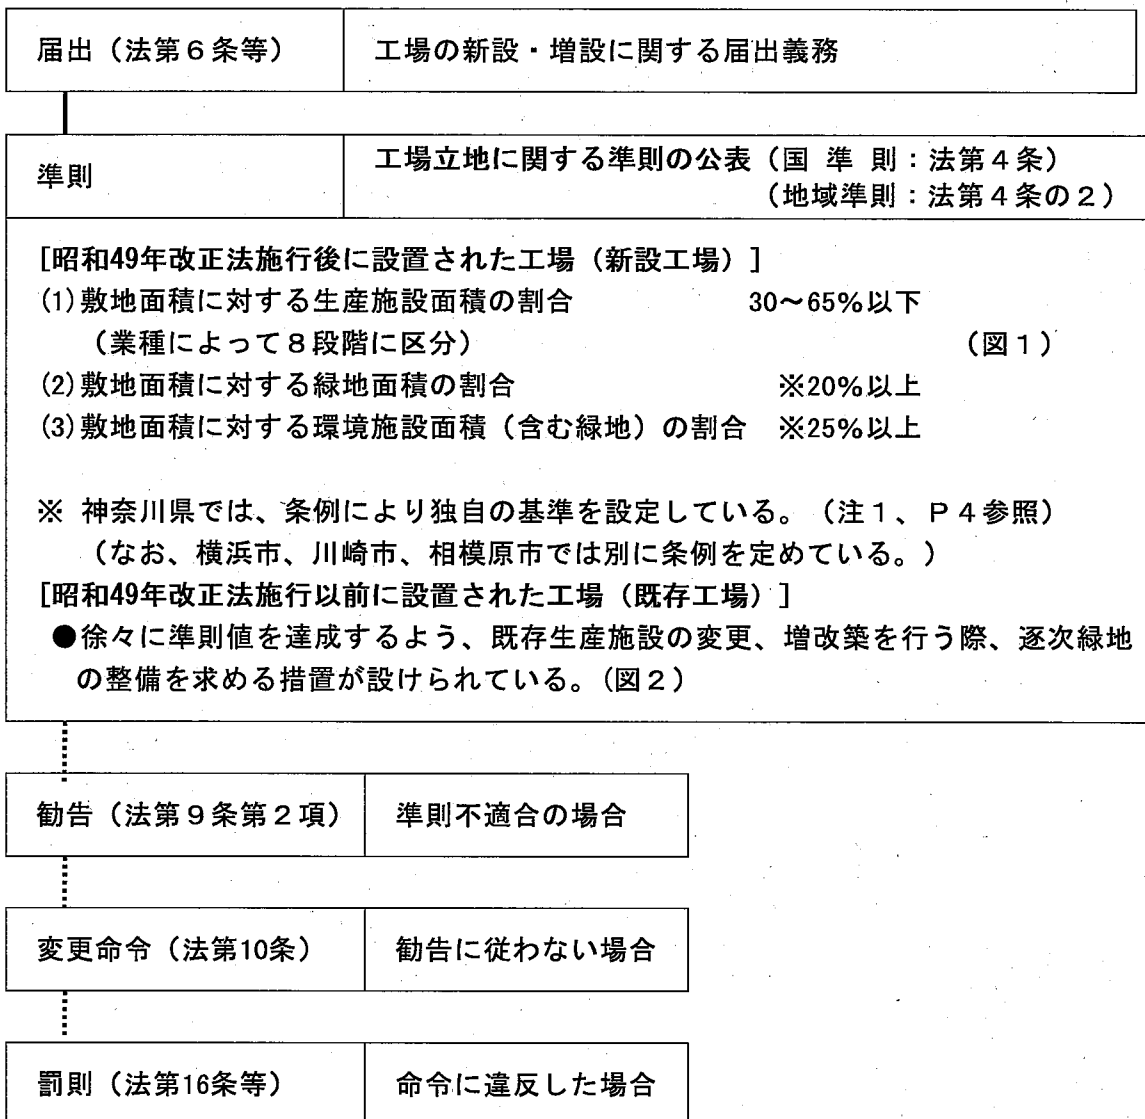 届出（法第６条等）
工場の新設・増設に関する届出義務
準則
工場立地に関する準則の公表（国 準 則：法第４条）
（地域準則：法第４条の２）
[昭和49年改正法施行後に設置された工場（新設工場）]
(1)敷地面積に対する生産施設面積の割合　30～65%以下
（業種によって８段階に区分）　（図１）
(2)敷地面積に対する緑地面積の割合　※20%以上
(3)敷地面積に対する環境施設面積（含む緑地）の割合　※25%以上
※ 神奈川県では、条例により独自の基準を設定している。（注１、Ｐ４参照）
（なお、横浜市、川崎市、相模原市では別に条例を定めている。）
[昭和49年改正法施行以前に設置された工場（既存工場）]
●徐々に準則値を達成するよう、既存生産施設の変更、増改築を行う際、逐次緑地
の整備を求める措置が設けられている。（図２）
勧告（法第９条第２項）
準則不適合の場合
変更命令（法第10条）
勧告に従わない場合
罰則（法第16条等）
命令に違反した場合